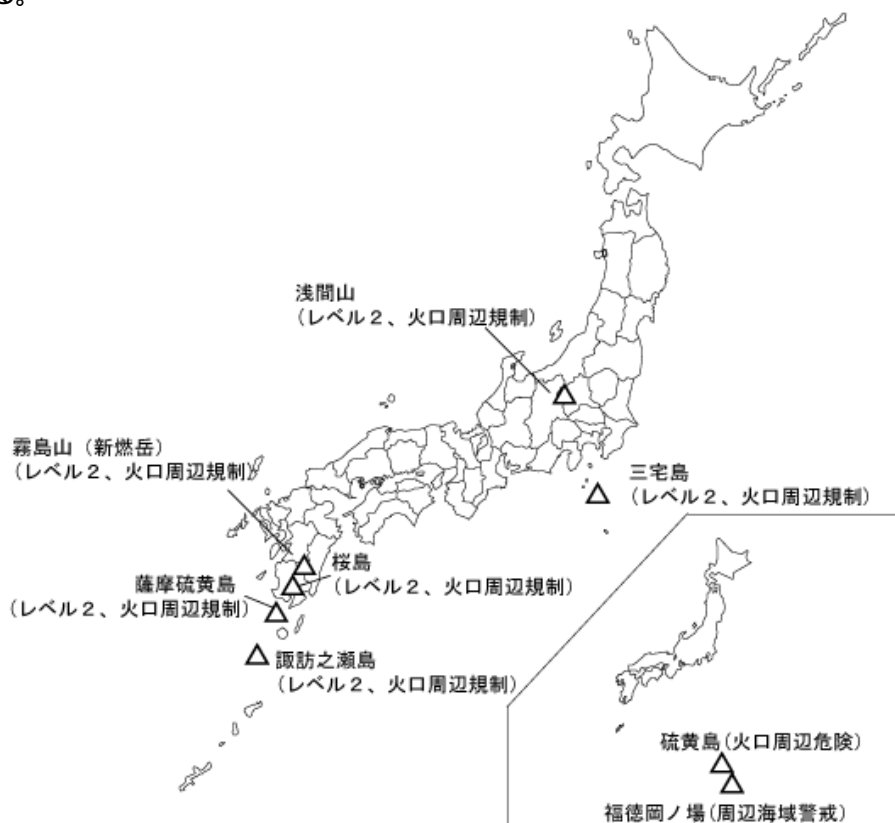 る。
浅間山
(レベル２、火口周辺規制)
霧島山（新燃岳）
(レベル２、火口周辺規制)
三宅島
(レベル２、火口周辺規制)
桜島
(レベル２、火口周辺規制)
薩摩硫黄島
(レベル２、火口周辺規制)
諏訪之瀬島
(レベル２、火口周辺規制)
硫黄島(火口周辺危険)
福徳岡ノ場(周辺海域警戒)